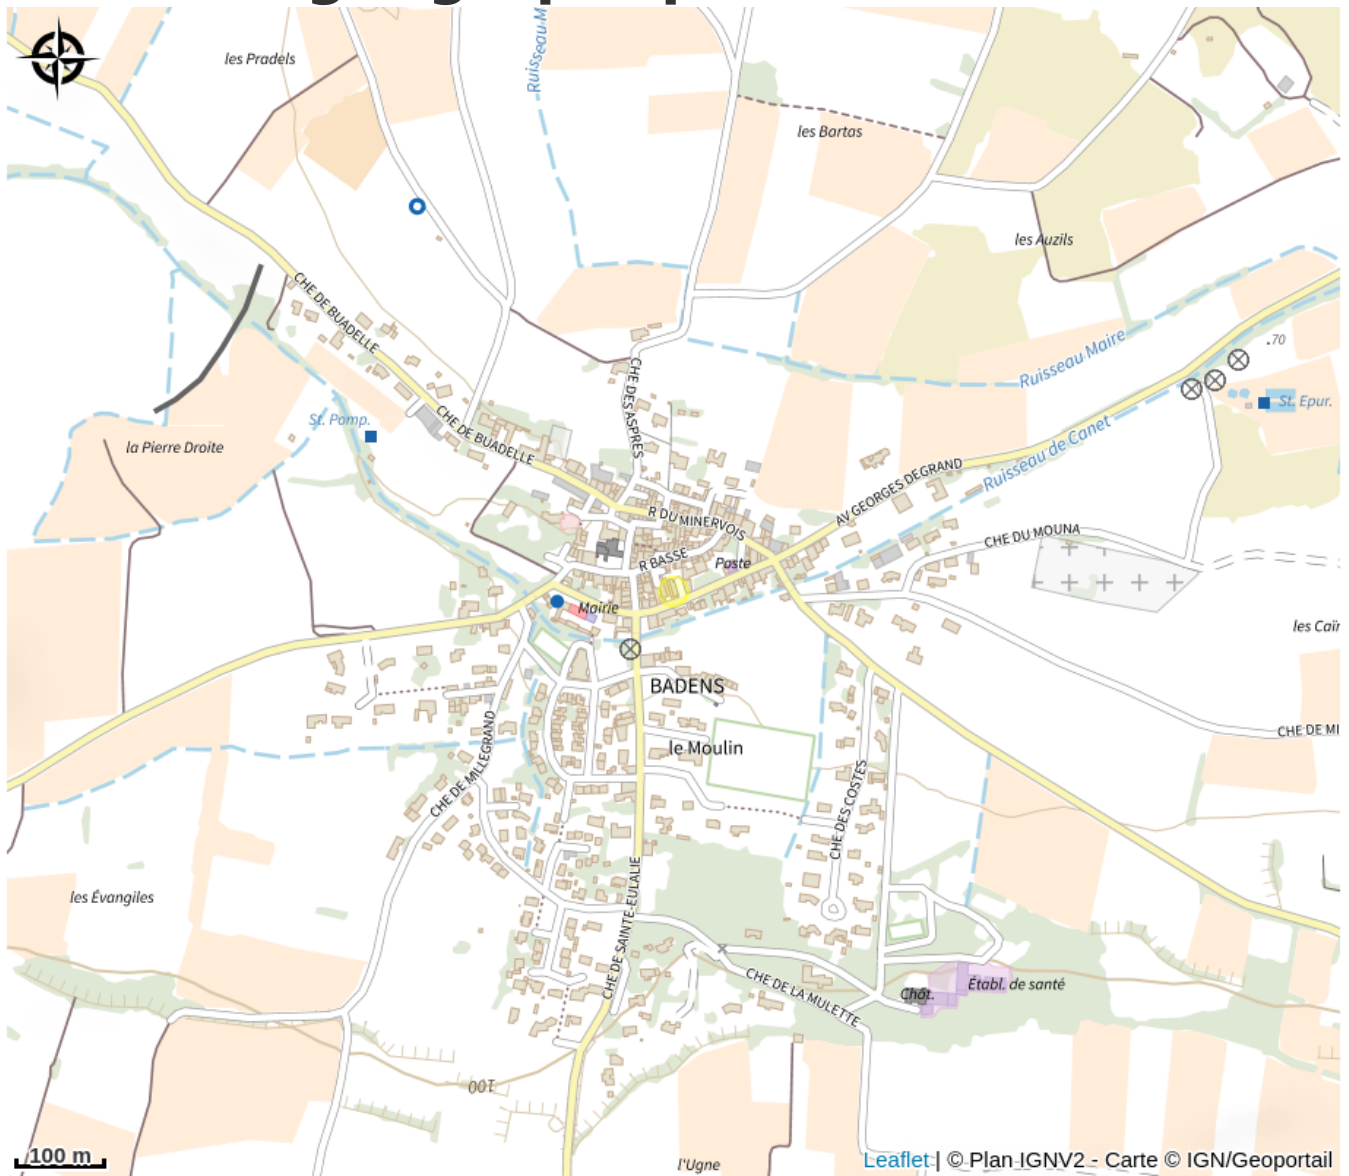 les Pradels
Ruisseau M
les Bartas
les Auzils
CHE DE BUADELLE
Ruisseau Maire
.70
CHE DES ASPRES
St. Epur.
St. Pomp.
la Pierre Droite
CHE DE BUADELLE
Ruisseau de Canet
AV GEORGES DEGRAND
R DU MINERVOIS
CHE DU MOUNA
R BASSE
Poste
Mairie
les Caïr
BADENS
CHE DE MI
le Moulin
CHE DE MILLEGRAND
CHE DES COSTES
les Évangiles
CHE DE SAINTE-EULALIE
CHE DE LA MULETTE
Établ. de santé
Chât.
100
100 m
l'Ugne
Leaflet | © Plan IGNV2 - Carte © IGN/Geoportail